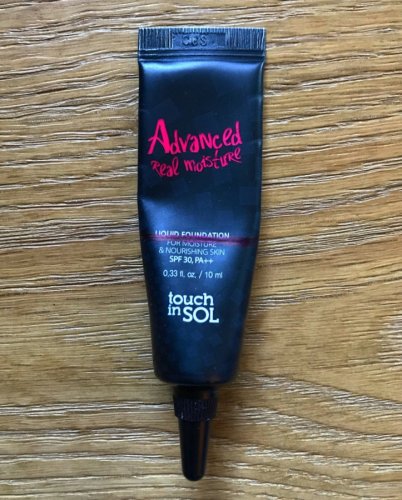 Advanced
Real moisture
LIQUID FOUNDATION
FOR MOISTURE
& NOURISHING SKIN
SPF 30, PA++
0.33 fl. oz. / 10 ml
touch
in SOL